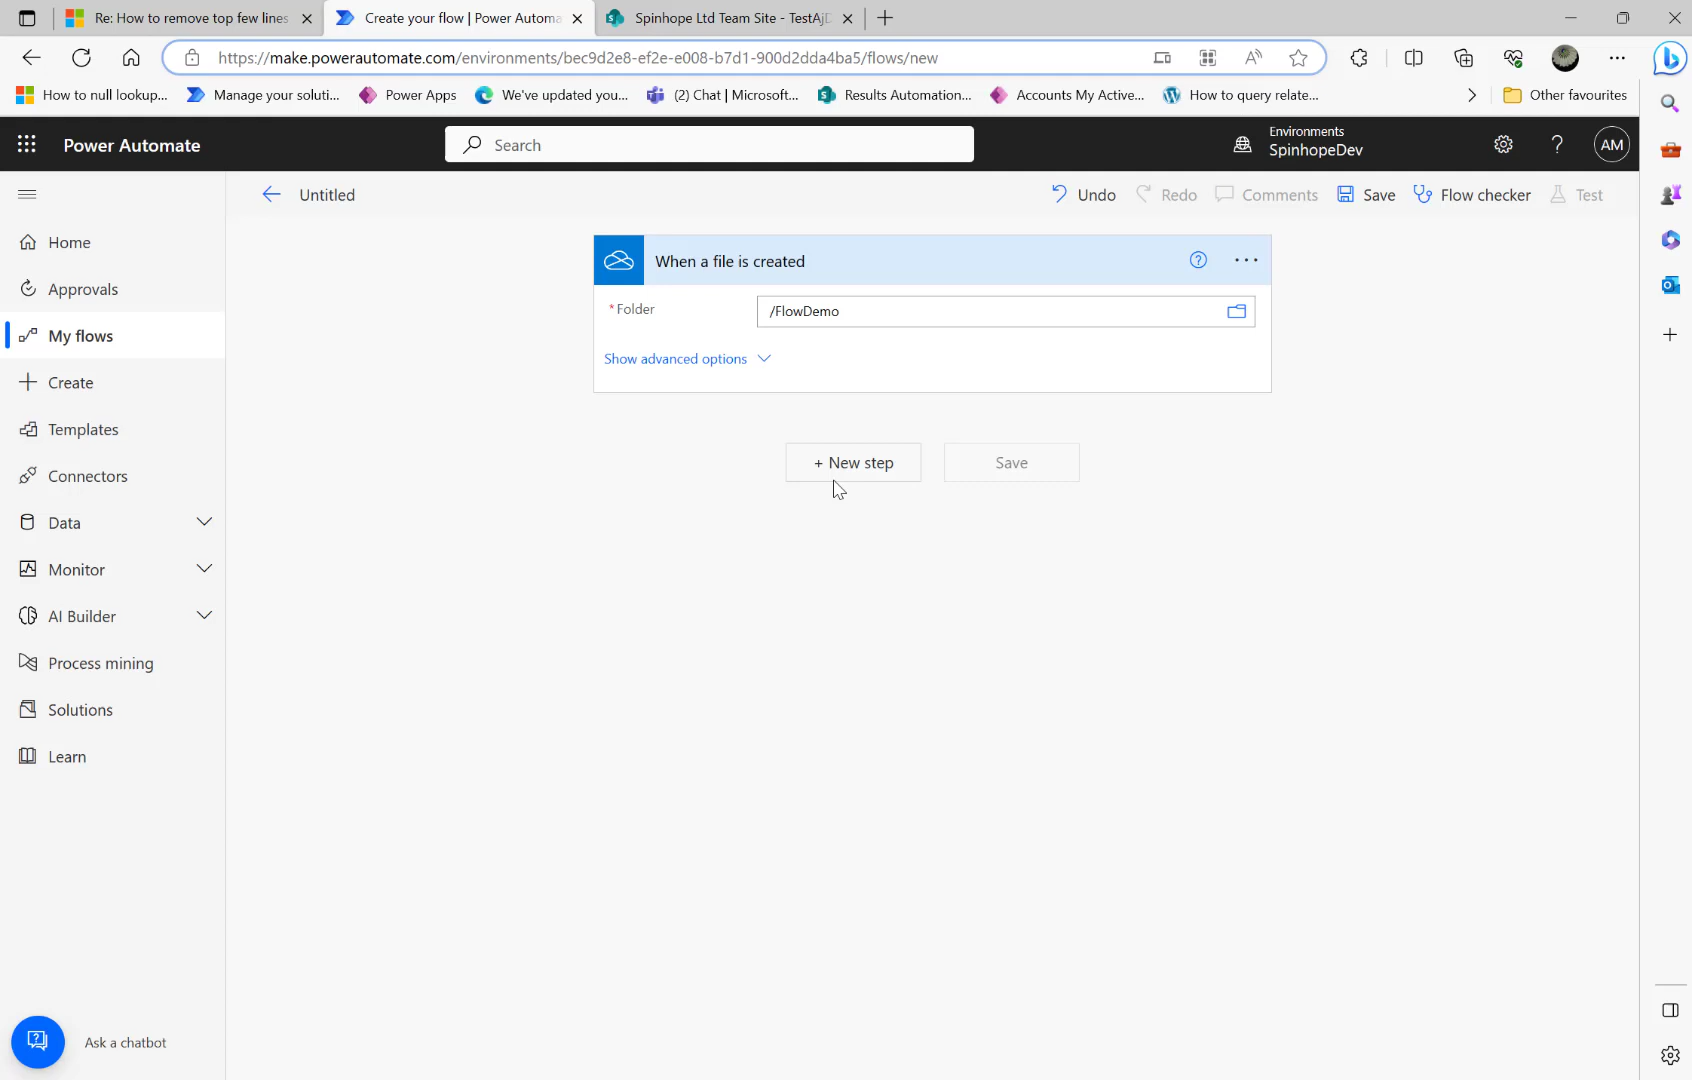 Re: How to remove top few lines
Create your flow | Power Automa
Spinhope Ltd Team Site - TestAjD
https://make.powerautomate.com/environments/bec9d2e8-ef2e-e008-b7d1-900d2dda4ba5/flows/new
How to null lookup...
Manage your soluti...
Power Apps
We've updated you...
(2) Chat | Microsoft...
Results Automation...
Accounts My Active...
How to query relate...
Other favourites
Power Automate
Search
Environments
SpinhopeDev
?
AM
Untitled
Undo
Redo
Comments
Save
Flow checker
Test
Home
Approvals
My flows
Create
Templates
Connectors
Data
Monitor
AI Builder
Process mining
Solutions
Learn
When a file is created
?
...
* Folder
/FlowDemo
Show advanced options
+ New step
Save
Ask a chatbot